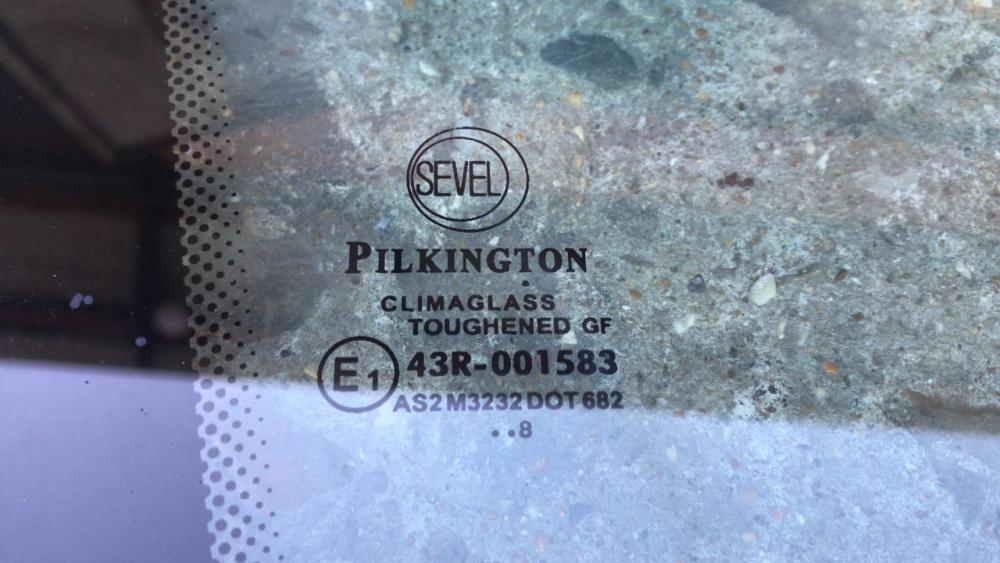 SEVEL
PILKINGTON
CLIMAGLASS
TOUGHENED GF
E1 43R-001583
AS2 M3232 DOT 682
..8